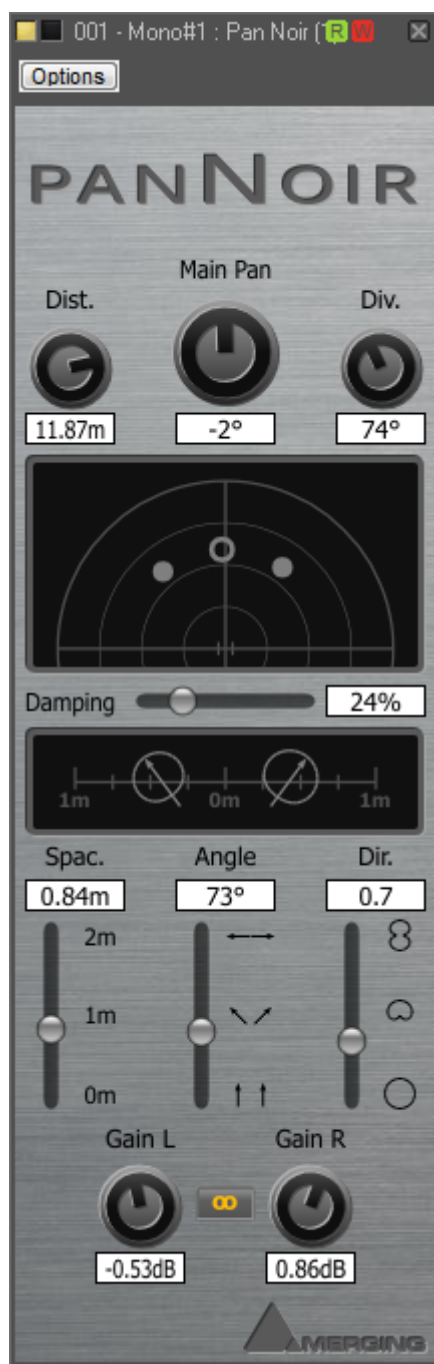 001 - Mono#1 : Pan Noir (
R W
Options
PANNOIR
Main Pan
Dist. Div.
11.87m -2° 74°
Damping 24%
1m 0m 1m
Spac. Angle Dir.
0.84m 73° 0.7
2m
1m
0m
Gain L Gain R
-0.53dB 0.86dB
MERGING